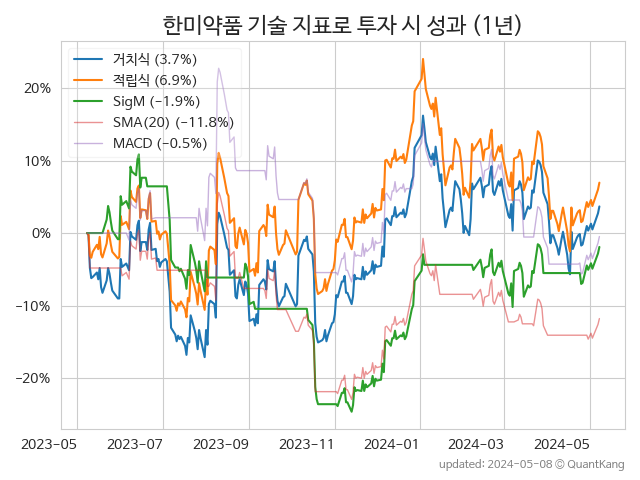 한미약품 기술 지표로 투자 시 성과 (1년)
거치식 (3.7%)
적립식 (6.9%)
SigM (−1.9%)
SMA(20) (−11.8%)
MACD (−0.5%)
20%
10%
0%
−10%
−20%
2023-05 2023-07 2023-09 2023-11 2024-01 2024-03 2024-05
updated: 2024-05-08 © QuantKang